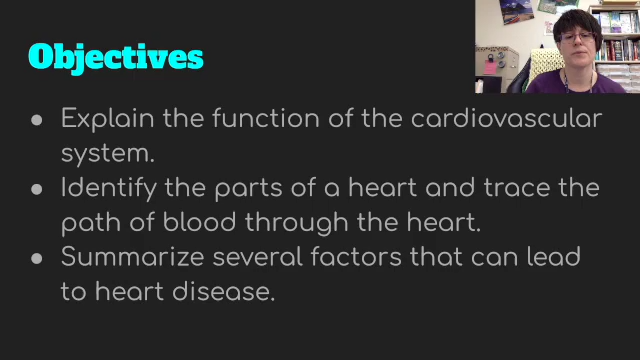 Objectives
● Explain the function of the cardiovascular
system.
● Identify the parts of a heart and trace the
path of blood through the heart.
● Summarize several factors that can lead
to heart disease.